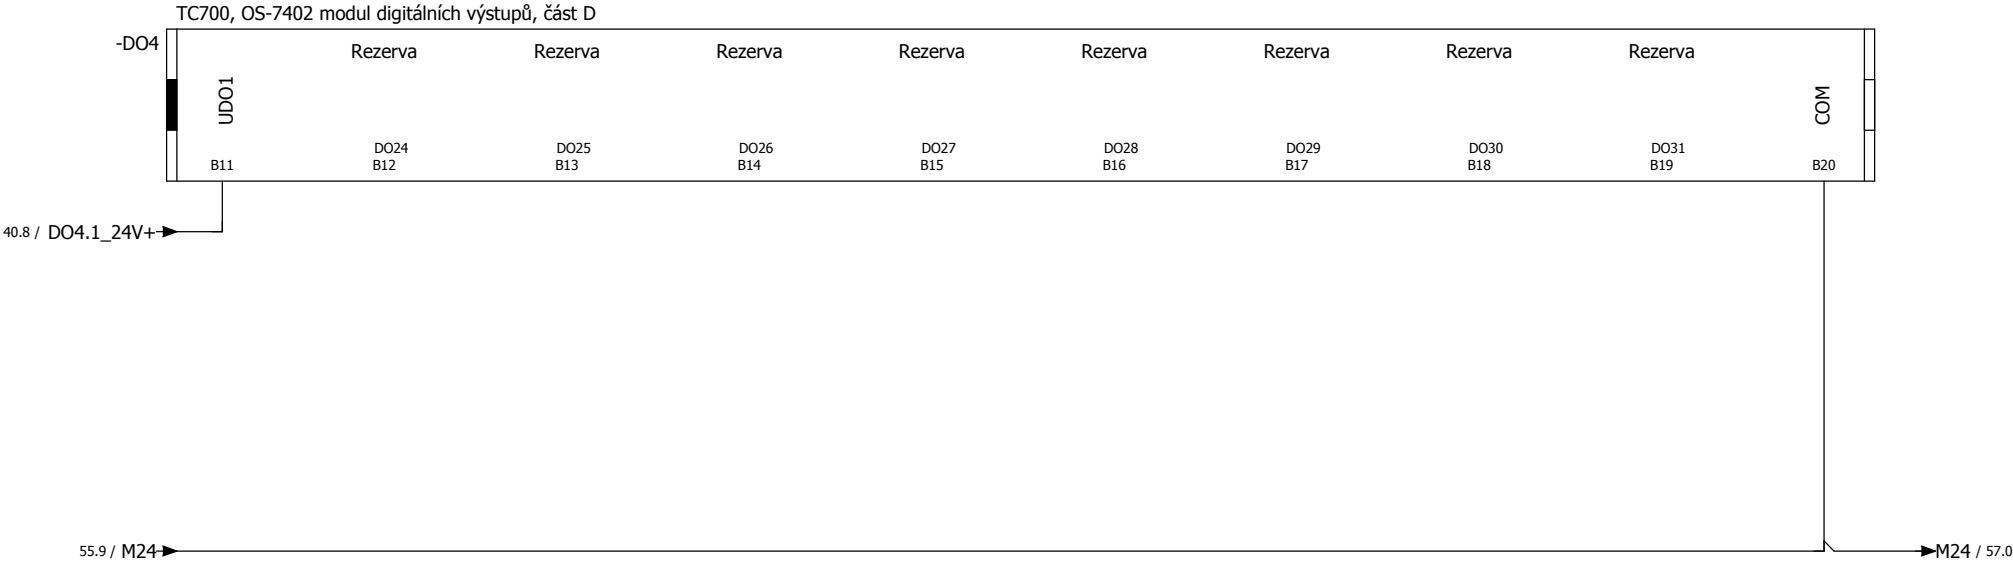 TC700, OS-7402 modul digitálních výstupů, část D
-DO4
Rezerva Rezerva Rezerva Rezerva Rezerva Rezerva Rezerva Rezerva
UDO1
COM
DO24 DO25 DO26 DO27 DO28 DO29 DO30 DO31
B11 B12 B13 B14 B15 B16 B17 B18 B19 B20
40.8 / DO4.1_24V+
55.9 / M24
M24 / 57.0